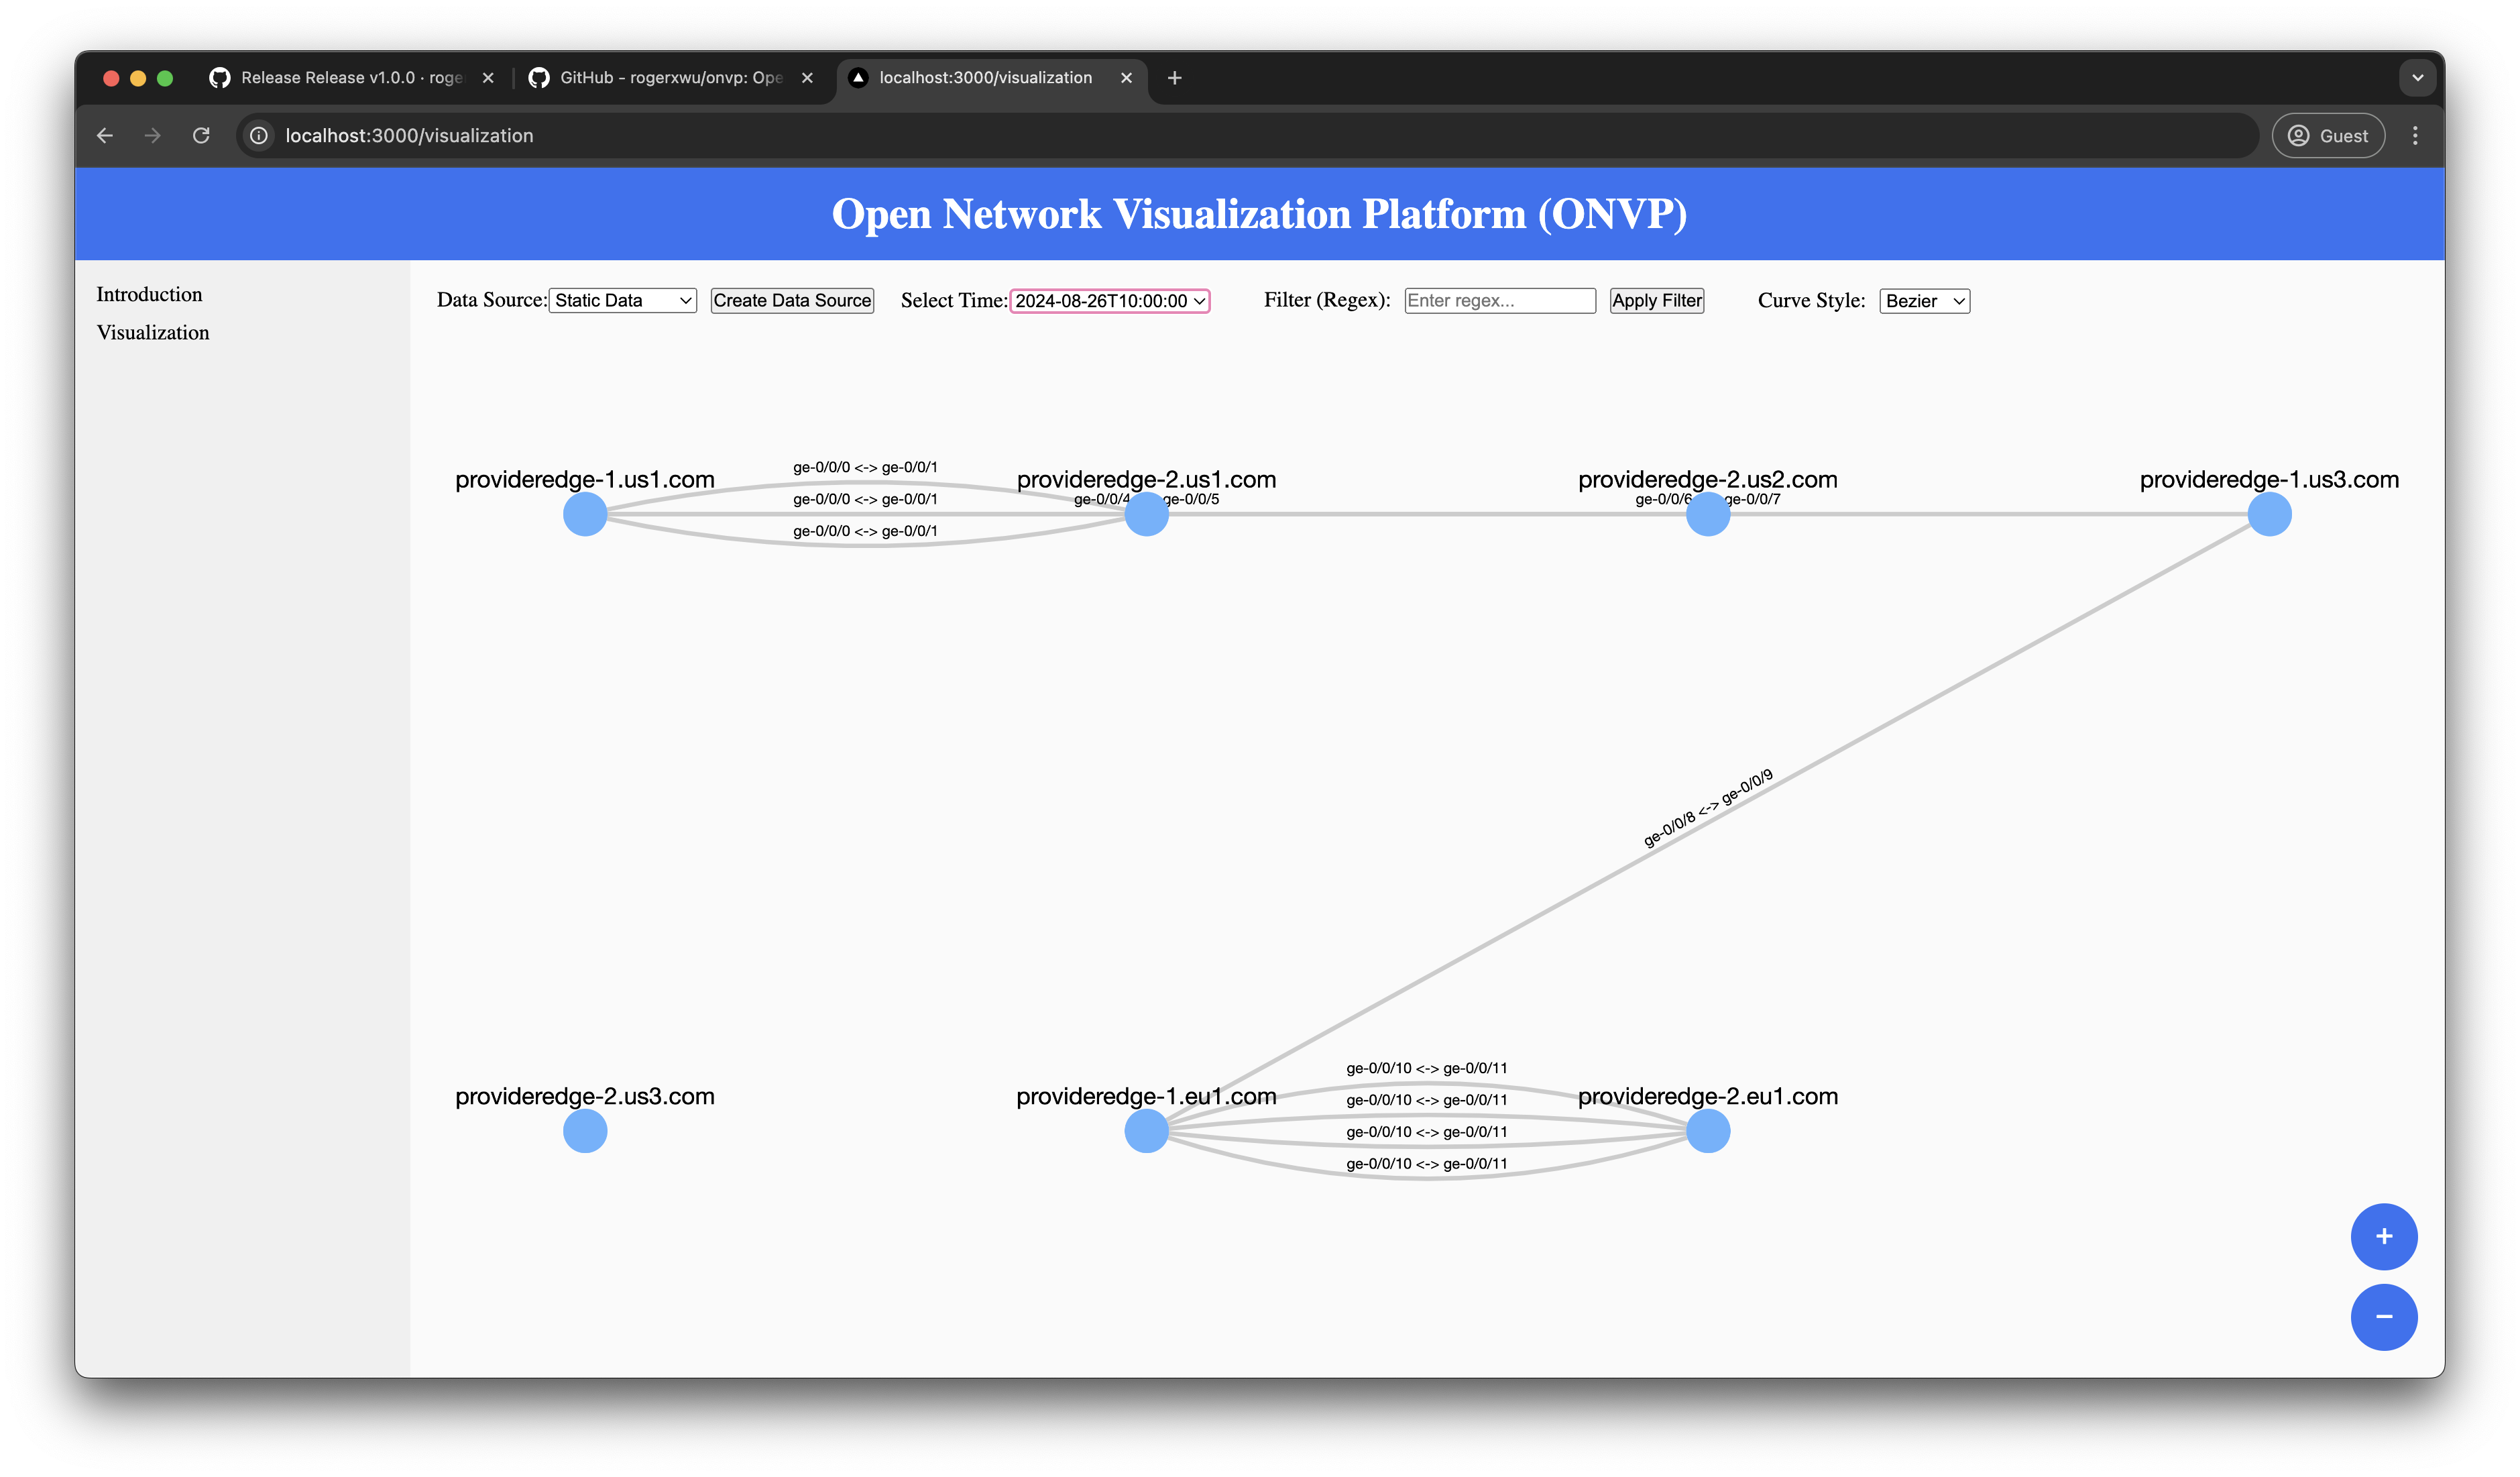 Release Release v1.0.0 · roge
GitHub - rogerxwu/onvp: Ope
localhost:3000/visualization
localhost:3000/visualization
Guest
Open Network Visualization Platform (ONVP)
Introduction
Visualization
Data Source: Static Data Create Data Source Select Time: 2024-08-26T10:00:00 Filter (Regex): Enter regex... Apply Filter Curve Style: Bezier
ge-0/0/0 <-> ge-0/0/1
provideredge-1.us1.com provideredge-2.us1.com provideredge-2.us2.com provideredge-1.us3.com
ge-0/0/0 <-> ge-0/0/1 ge-0/0/4 ge-0/0/5 ge-0/0/6 ge-0/0/7
ge-0/0/0 <-> ge-0/0/1
ge-0/0/8 <-> ge-0/0/9
ge-0/0/10 <-> ge-0/0/11
provideredge-2.us3.com provideredge-1.eu1.com provideredge-2.eu1.com
ge-0/0/10 <-> ge-0/0/11
ge-0/0/10 <-> ge-0/0/11
ge-0/0/10 <-> ge-0/0/11
+
−